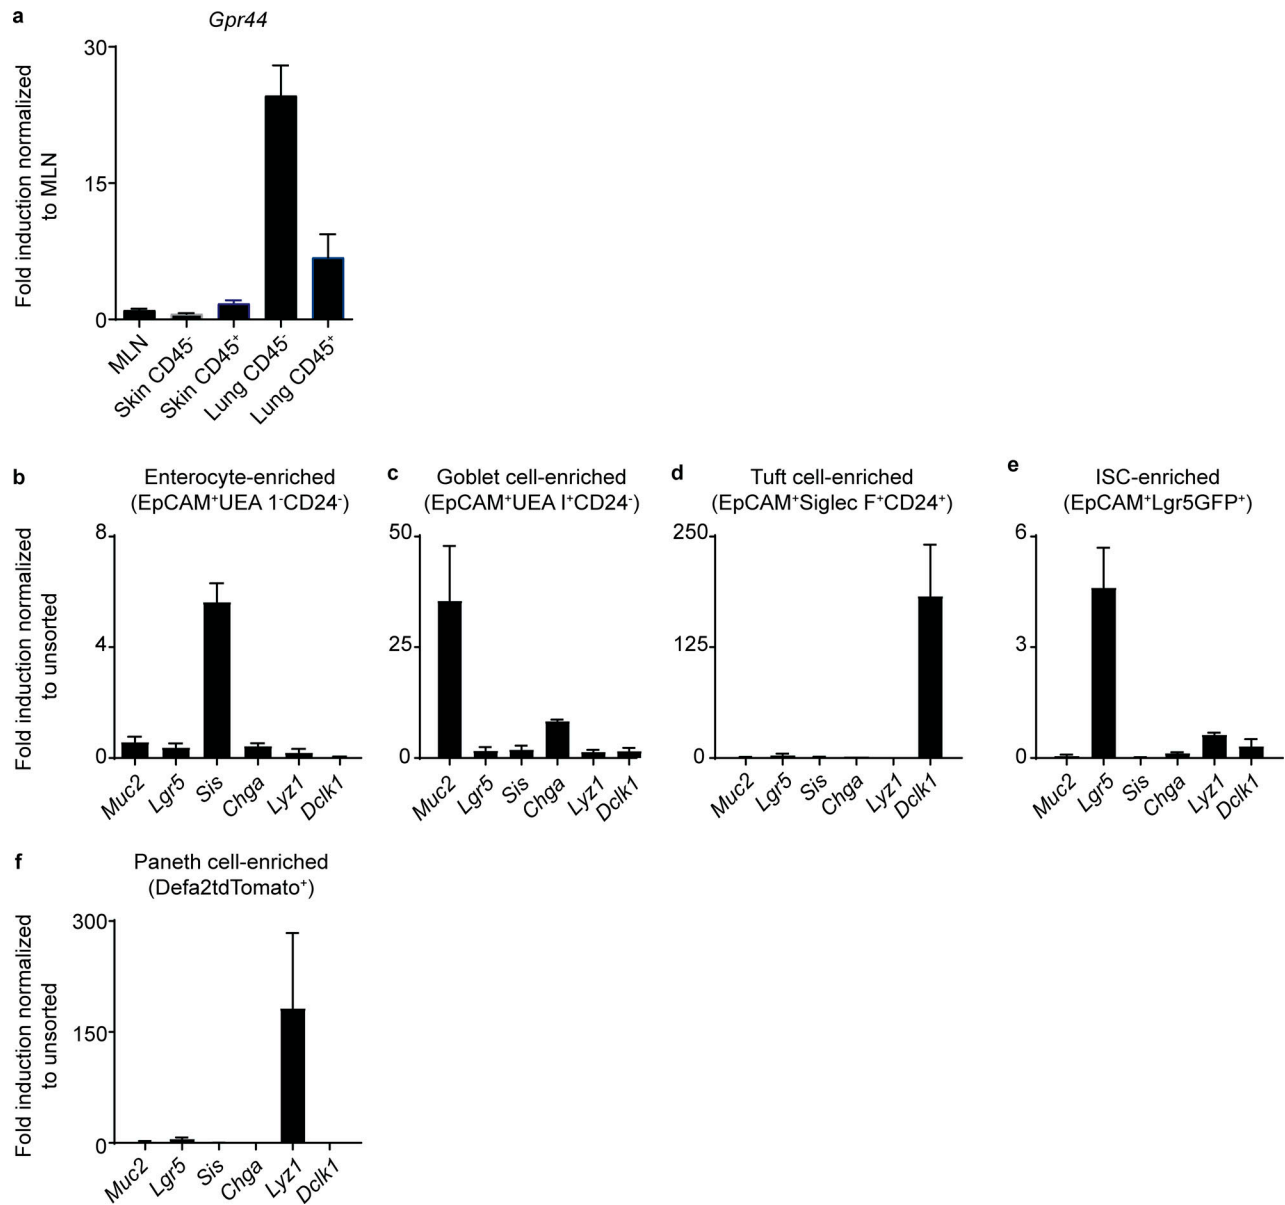 a
Gpr44
Fold induction normalized
to MLN
30
15
0
MLN
Skin CD45-
Skin CD45+
Lung CD45-
Lung CD45+
b
Enterocyte-enriched
(EpCAM+UEA 1-CD24-)
Fold induction normalized
to unsorted
8
4
0
Muc2
Lgr5
Sis
Chga
Lyz1
Dclk1
c
Goblet cell-enriched
(EpCAM+UEA I+CD24-)
50
25
0
Muc2
Lgr5
Sis
Chga
Lyz1
Dclk1
d
Tuft cell-enriched
(EpCAM+Siglec F+CD24+)
250
125
0
Muc2
Lgr5
Sis
Chga
Lyz1
Dclk1
e
ISC-enriched
(EpCAM+Lgr5GFP+)
6
3
0
Muc2
Lgr5
Sis
Chga
Lyz1
Dclk1
f
Paneth cell-enriched
(Defa2tdTomato+)
Fold induction normalized
to unsorted
300
150
0
Muc2
Lgr5
Sis
Chga
Lyz1
Dclk1